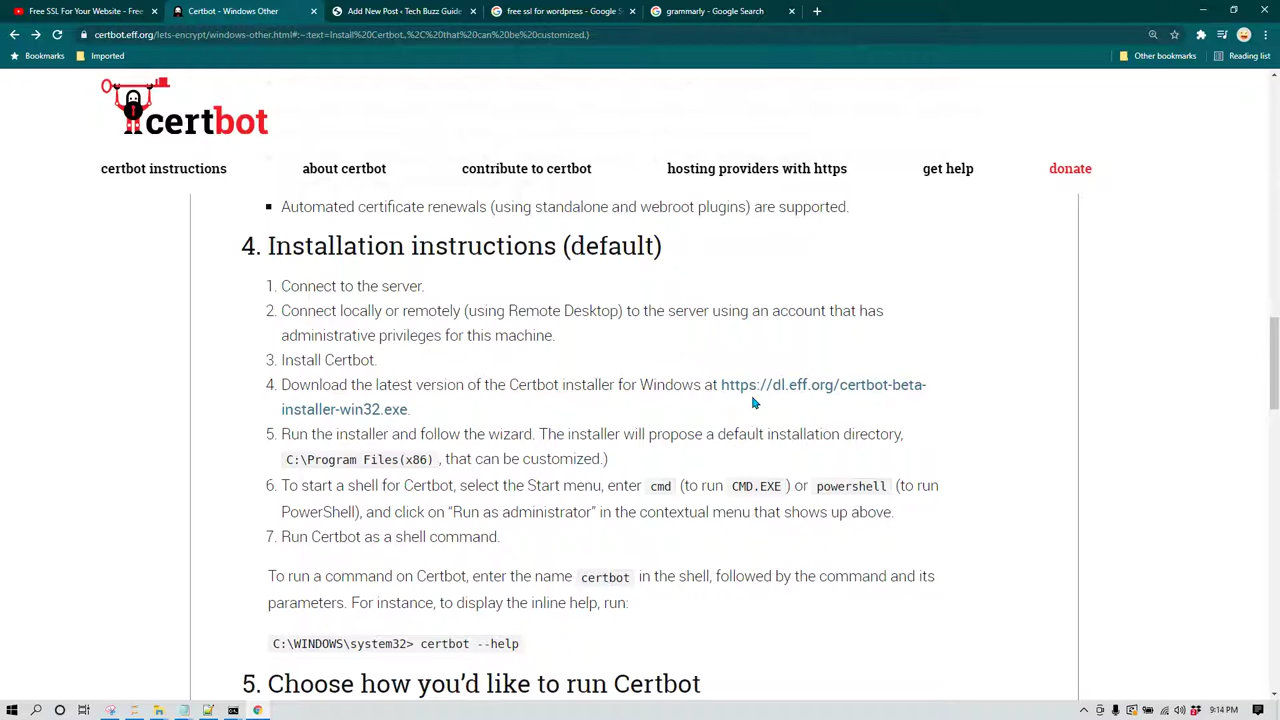 Free SSL For Your Website - Free
Certbot - Windows Other
Add New Post ‹ Tech Buzz Guide
free ssl for wordpress - Google S
grammarly - Google Search
certbot.eff.org/lets-encrypt/windows-other.html#:~:text=Install%20Certbot.,%2C%20that%20can%20be%20customized.)
Bookmarks
Imported
Other bookmarks
Reading list
certbot
certbot instructions
about certbot
contribute to certbot
hosting providers with https
get help
donate
Automated certificate renewals (using standalone and webroot plugins) are supported.
4. Installation instructions (default)
1. Connect to the server.
2. Connect locally or remotely (using Remote Desktop) to the server using an account that has
administrative privileges for this machine.
3. Install Certbot.
4. Download the latest version of the Certbot installer for Windows at https://dl.eff.org/certbot-beta-
installer-win32.exe.
5. Run the installer and follow the wizard. The installer will propose a default installation directory,
C:\Program Files(x86) , that can be customized.)
6. To start a shell for Certbot, select the Start menu, enter cmd (to run CMD.EXE ) or powershell (to run
PowerShell), and click on “Run as administrator” in the contextual menu that shows up above.
7. Run Certbot as a shell command.
To run a command on Certbot, enter the name certbot in the shell, followed by the command and its
parameters. For instance, to display the inline help, run:
C:\WINDOWS\system32> certbot --help
5. Choose how you’d like to run Certbot
9:14 PM